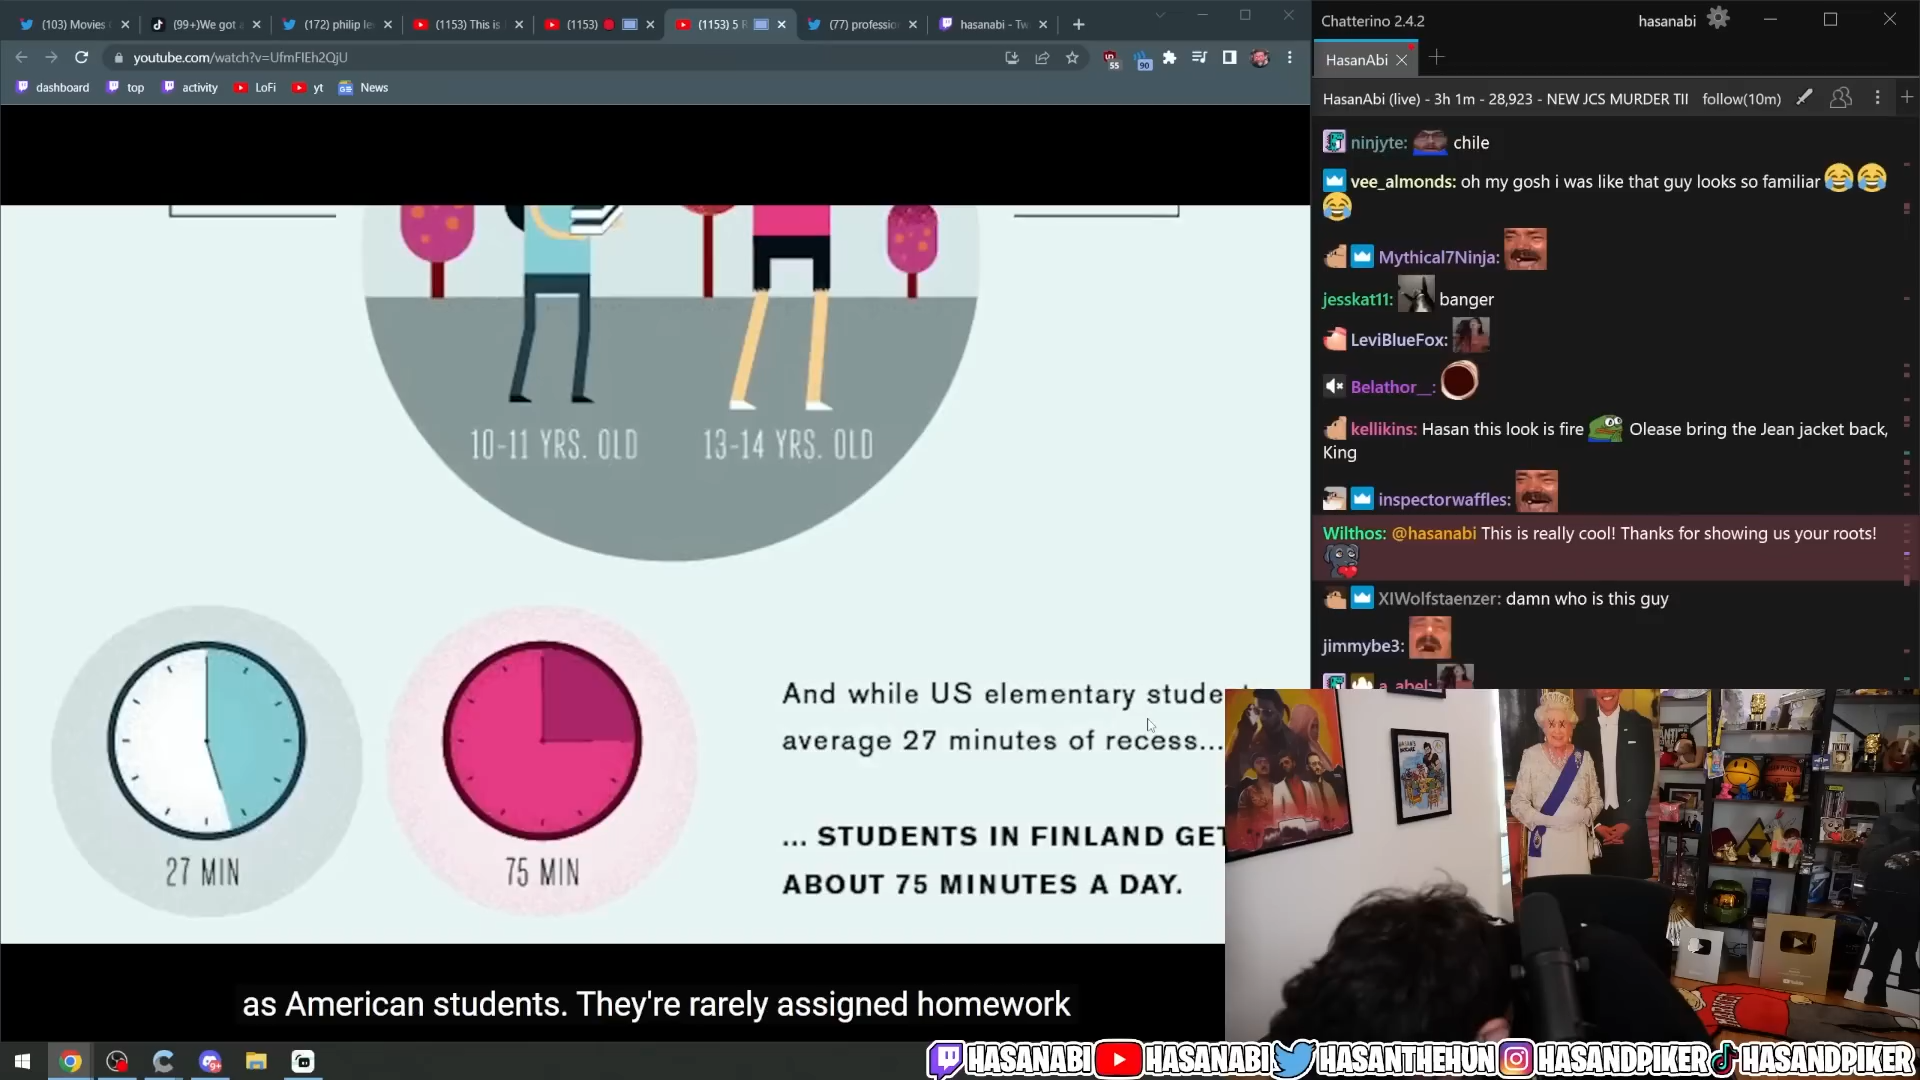 (103) Movies
(99+)We got a
(172) philip le
(1153) This is
(1153)
(1153) 5 R
(77) professio
hasanabi - Tw
youtube.com/watch?v=UfmFIEh2QjU
55
90
dashboard
top
activity
LoFi
yt
News
10-11 YRS. OLD
13-14 YRS. OLD
27 MIN
75 MIN
And while US elementary studen
average 27 minutes of recess...
... STUDENTS IN FINLAND GET
ABOUT 75 MINUTES A DAY.
as American students. They're rarely assigned homework
Chatterino 2.4.2
hasanabi
HasanAbi
HasanAbi (live) - 3h 1m - 28,923 - NEW JCS MURDER TII
follow(10m)
ninjyte: chile
vee_almonds: oh my gosh i was like that guy looks so familiar
Mythical7Ninja:
jesskat11: banger
LeviBlueFox:
Belathor__:
kellikins: Hasan this look is fire Olease bring the Jean jacket back,
King
inspectorwaffles:
Wilthos: @hasanabi This is really cool! Thanks for showing us your roots!
XIWolfstaenzer: damn who is this guy
jimmybe3:
a_abel:
HASANABI
HASANABI
HASANTHEHUN
HASANDPIKER
HASANDPIKER